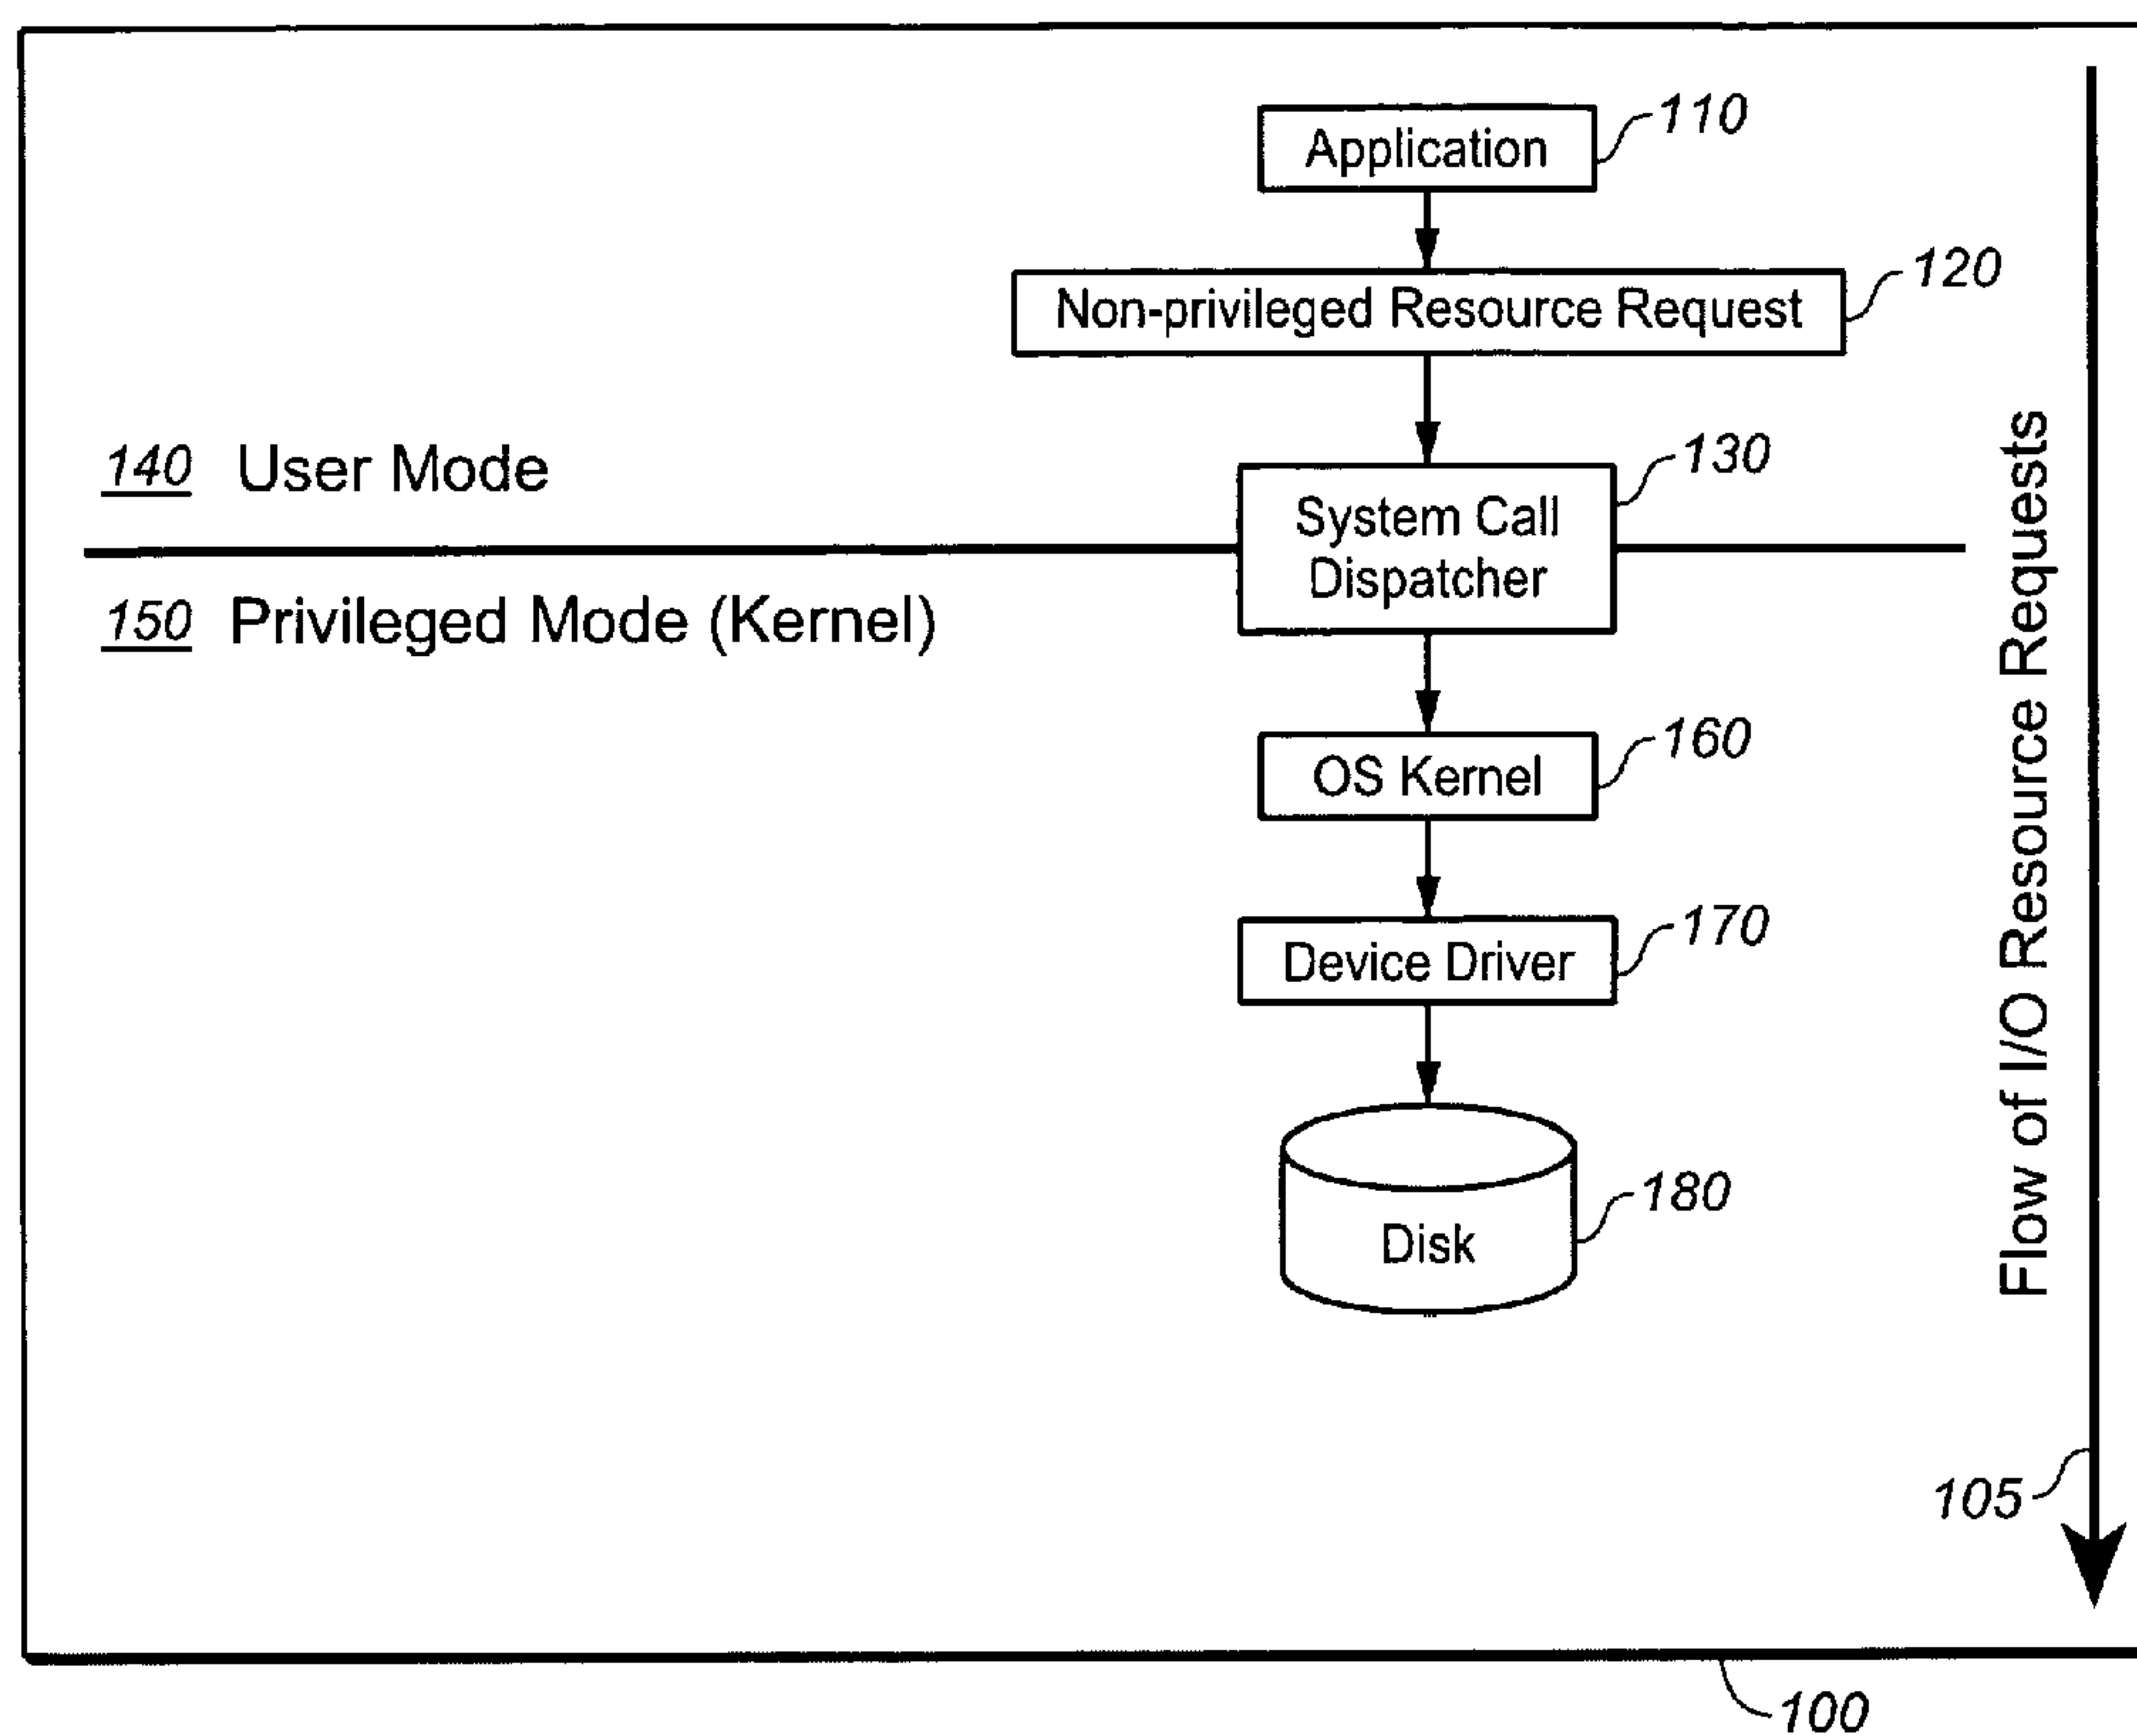 Application
110
Non-privileged Resource Request
120
140 User Mode
System Call
Dispatcher
130
150 Privileged Mode (Kernel)
OS Kernel
160
Device Driver
170
Disk
180
Flow of I/O Resource Requests
105
100